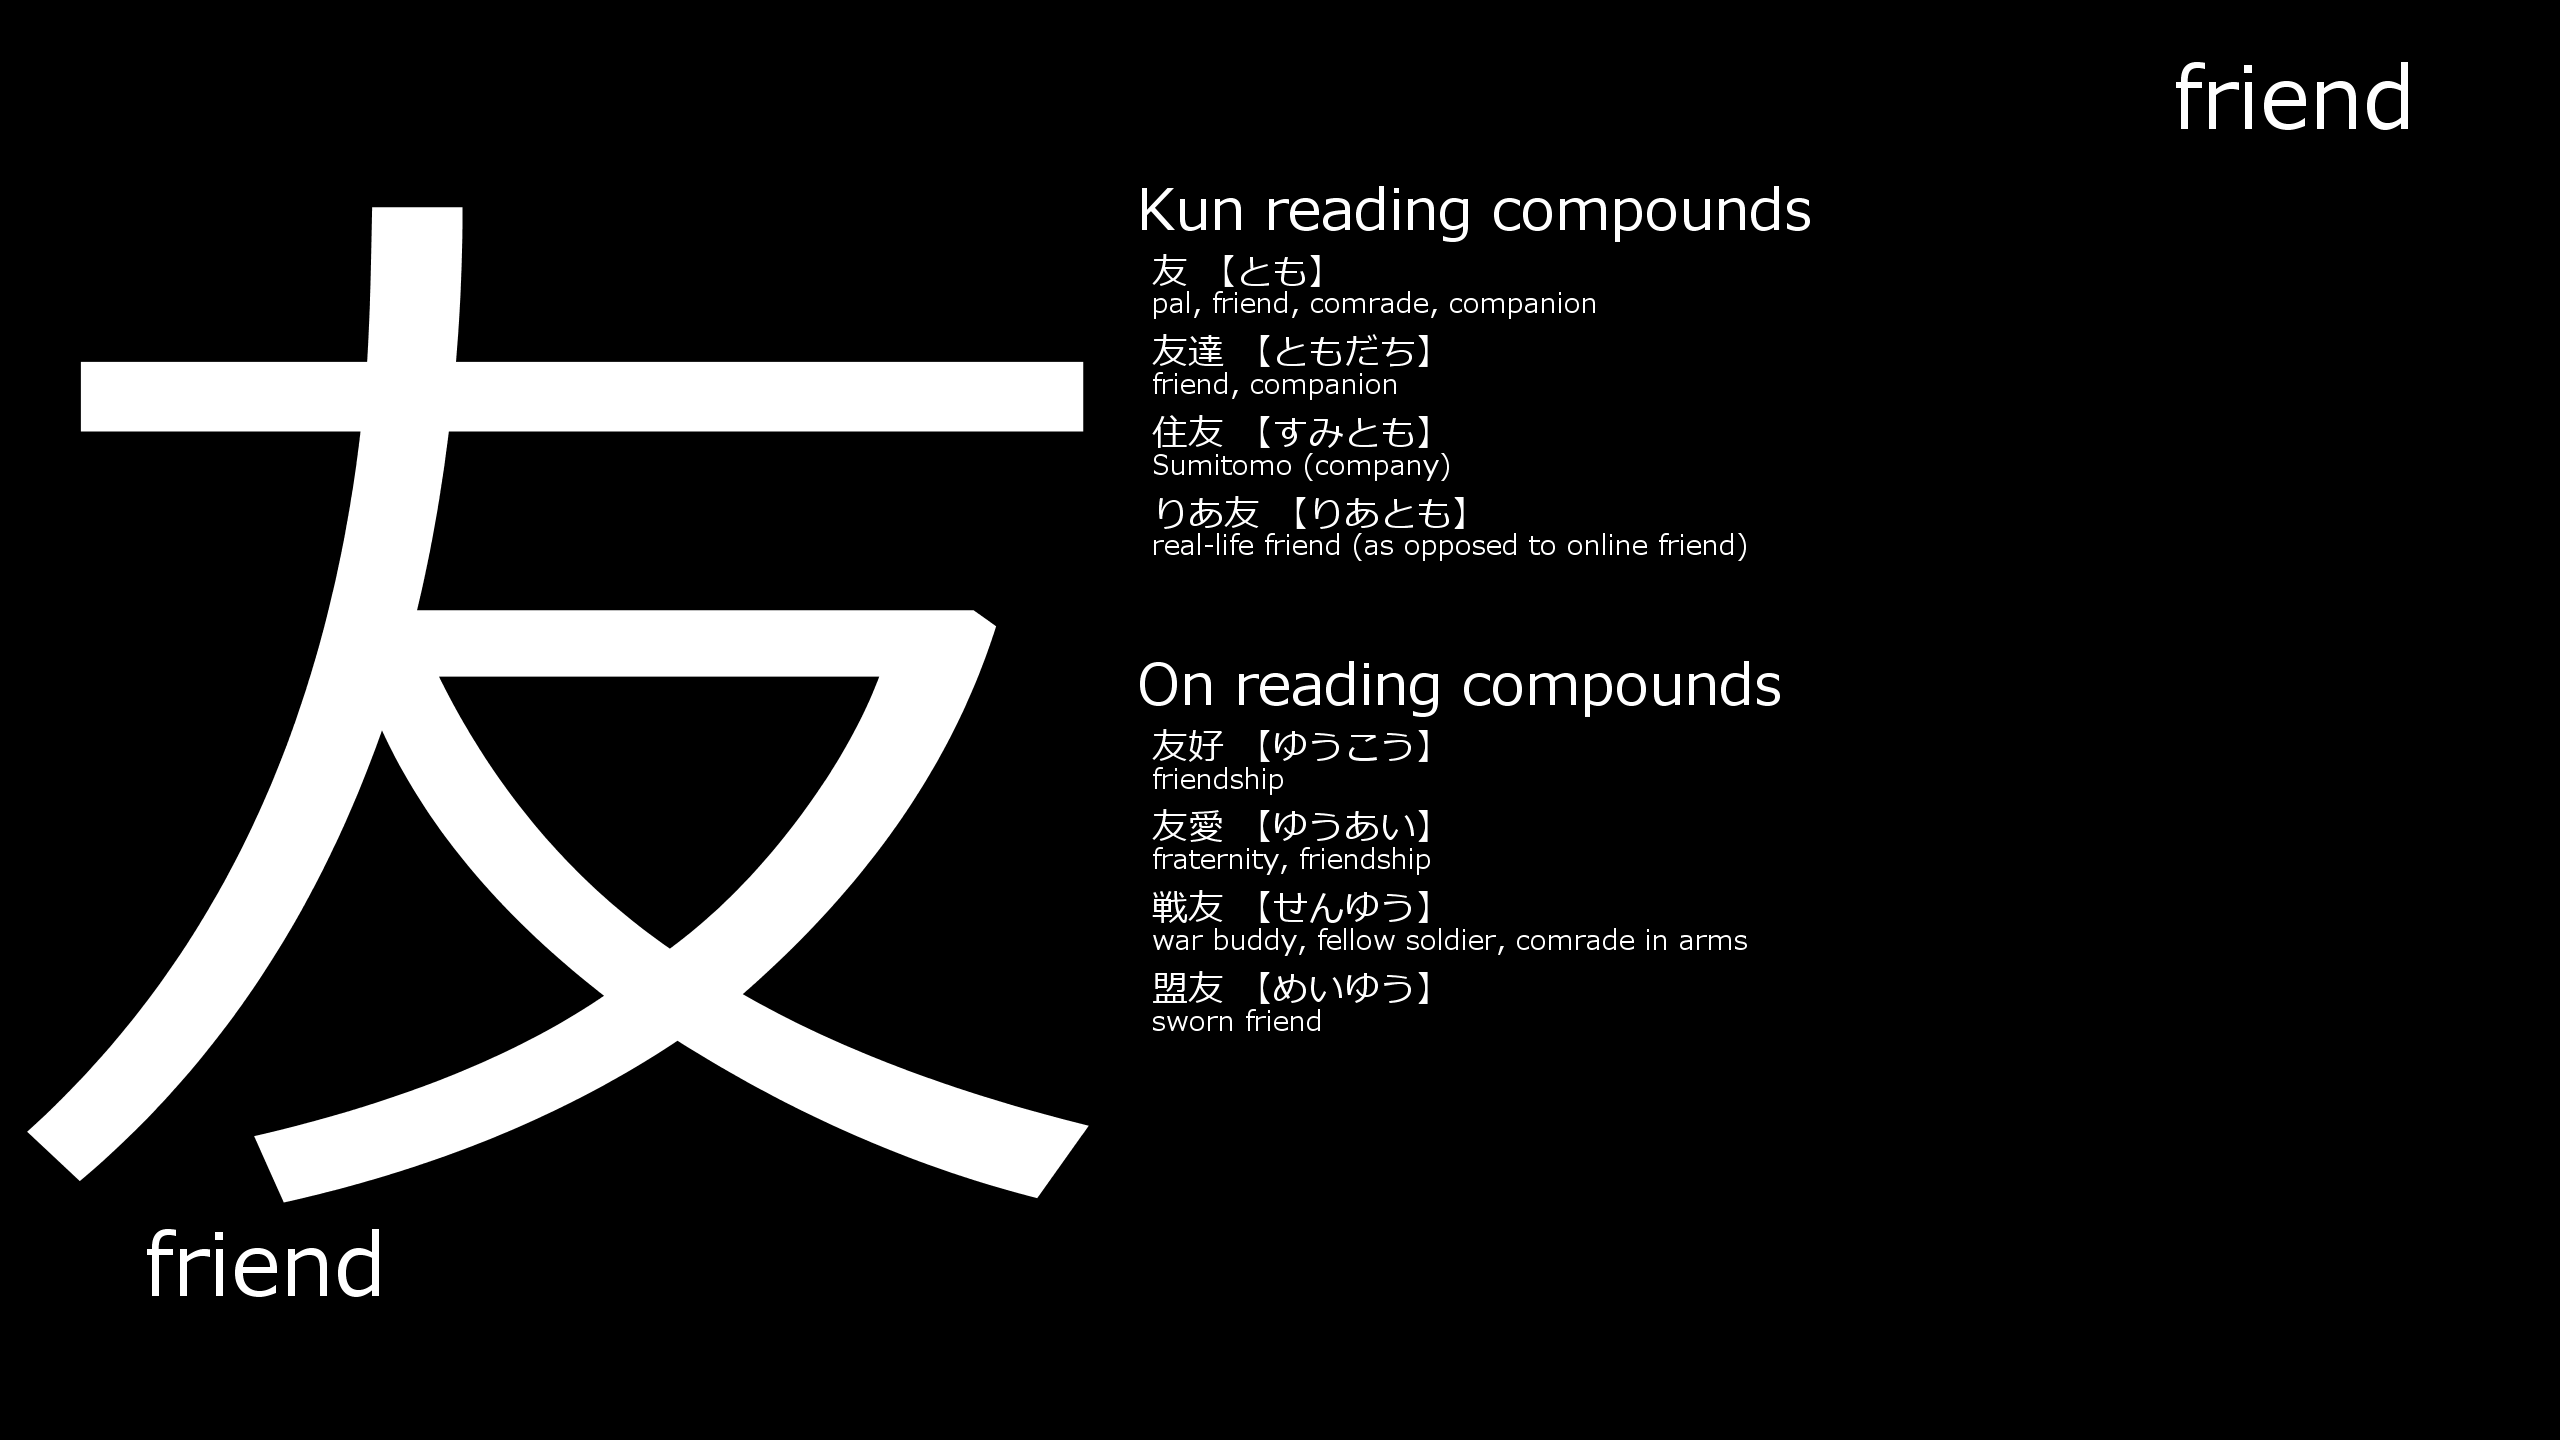 friend
友
Kun reading compounds
友 【とも】
pal, friend, comrade, companion
友達 【ともだち】
friend, companion
住友 【すみとも】
Sumitomo (company)
りあ友 【りあとも】
real-life friend (as opposed to online friend)
On reading compounds
友好 【ゆうこう】
friendship
友愛 【ゆうあい】
fraternity, friendship
戦友 【せんゆう】
war buddy, fellow soldier, comrade in arms
盟友 【めいゆう】
sworn friend
friend